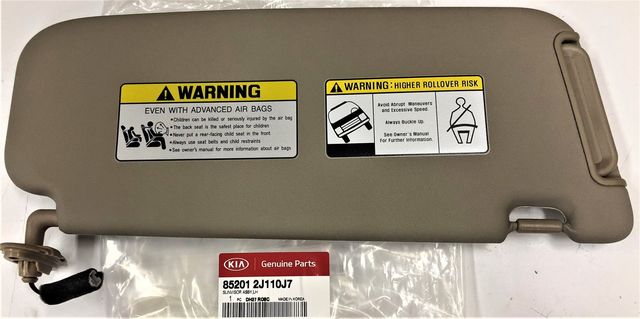 WARNING
EVEN WITH ADVANCED AIR BAGS
•Children can be killed or seriously injured by the air bag
•The back seat is the safest place for children
•Never put a rear-facing child seat in the front
•Always use seat belts and child restraints
•See owner's manual for more information about air bags
WARNING: HIGHER ROLLOVER RISK
Avoid Abrupt Maneuvers
and Excessive Speed.
Always Buckle Up.
See Owner's Manual
For Further Information.
KIA Genuine Parts
85201 2J110J7
SUNVISOR ASSY,LH
1 PC DH27 ROBC MADE IN KOREA